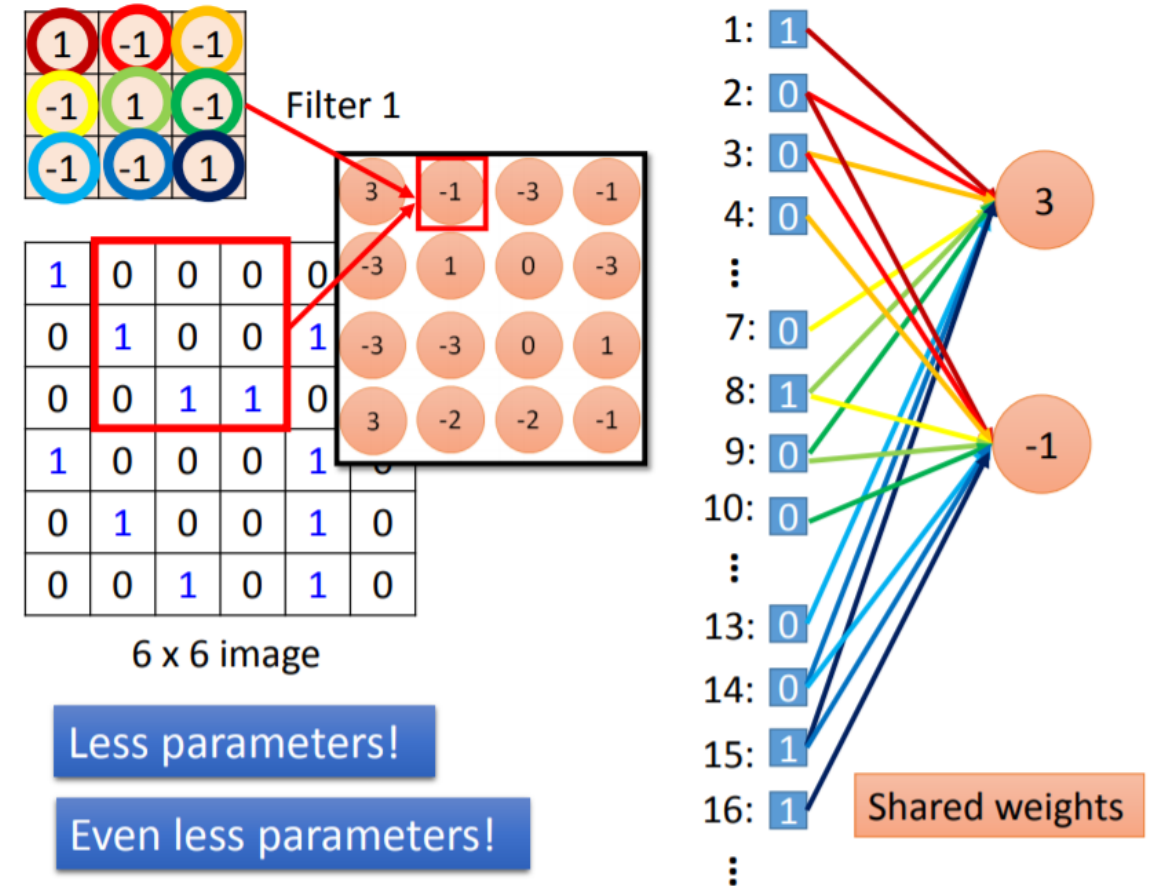 1 -1 -1
-1 1 -1
-1 -1 1
Filter 1
3 -1 -3 -1
-3 1 0 -3
-3 -3 0 1
3 -2 -2 -1
1 0 0 0 0
0 1 0 0 1
0 0 1 1 0
1 0 0 0 1
0 1 0 0 1 0
0 0 1 0 1 0
6 x 6 image
Less parameters!
Even less parameters!
1: 1
2: 0
3: 0
4: 0
⋮
7: 0
8: 1
9: 0
10: 0
⋮
13: 0
14: 0
15: 1
16: 1
⋮
3
-1
Shared weights